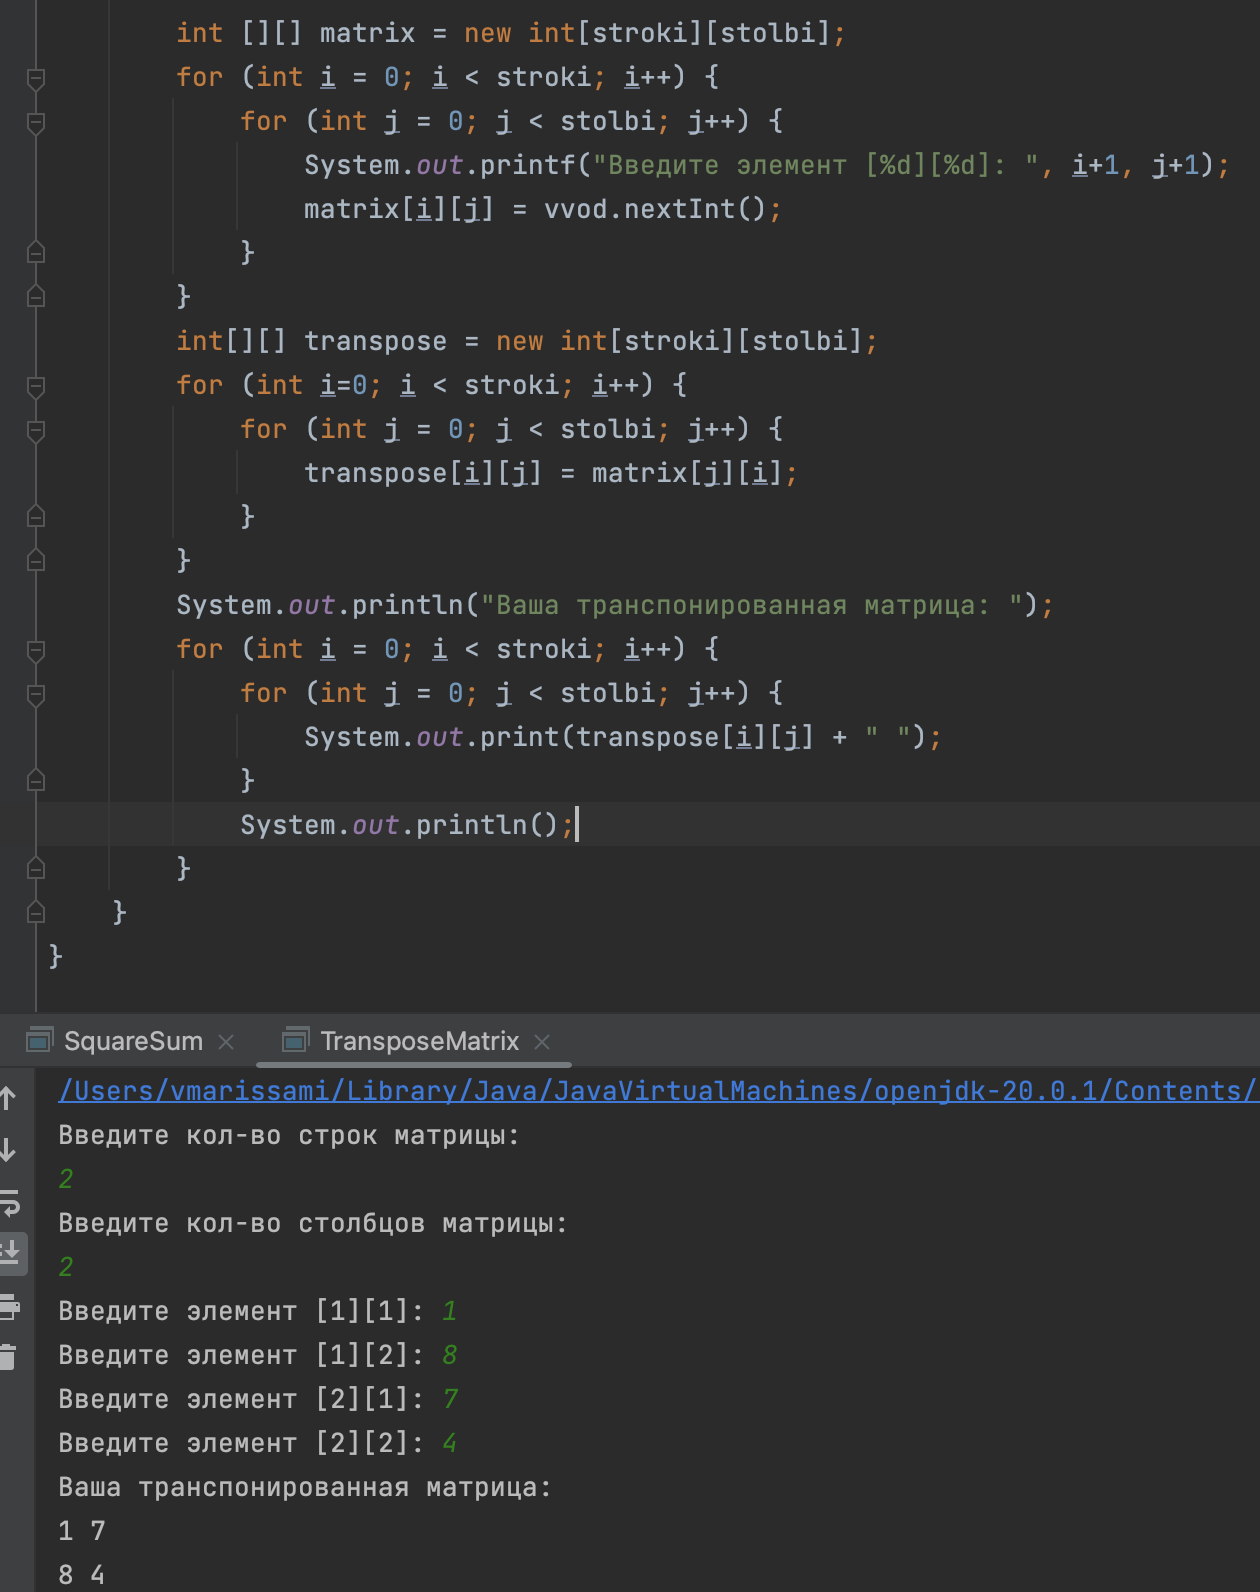 int [][] matrix = new int[stroki][stolbi];
for (int i = 0; i < stroki; i++) {
for (int j = 0; j < stolbi; j++) {
System.out.printf("Введите элемент [%d][%d]: ", i+1, j+1);
matrix[i][j] = vvod.nextInt();
}
}
int[][] transpose = new int[stroki][stolbi];
for (int i=0; i < stroki; i++) {
for (int j = 0; j < stolbi; j++) {
transpose[i][j] = matrix[j][i];
}
}
System.out.println("Ваша транспонированная матрица: ");
for (int i = 0; i < stroki; i++) {
for (int j = 0; j < stolbi; j++) {
System.out.print(transpose[i][j] + " ");
}
System.out.println();
}
}
}
SquareSum TransposeMatrix
/Users/vmarissami/Library/Java/JavaVirtualMachines/openjdk-20.0.1/Contents/
Введите кол-во строк матрицы:
2
Введите кол-во столбцов матрицы:
2
Введите элемент [1][1]: 1
Введите элемент [1][2]: 8
Введите элемент [2][1]: 7
Введите элемент [2][2]: 4
Ваша транспонированная матрица:
1 7
8 4